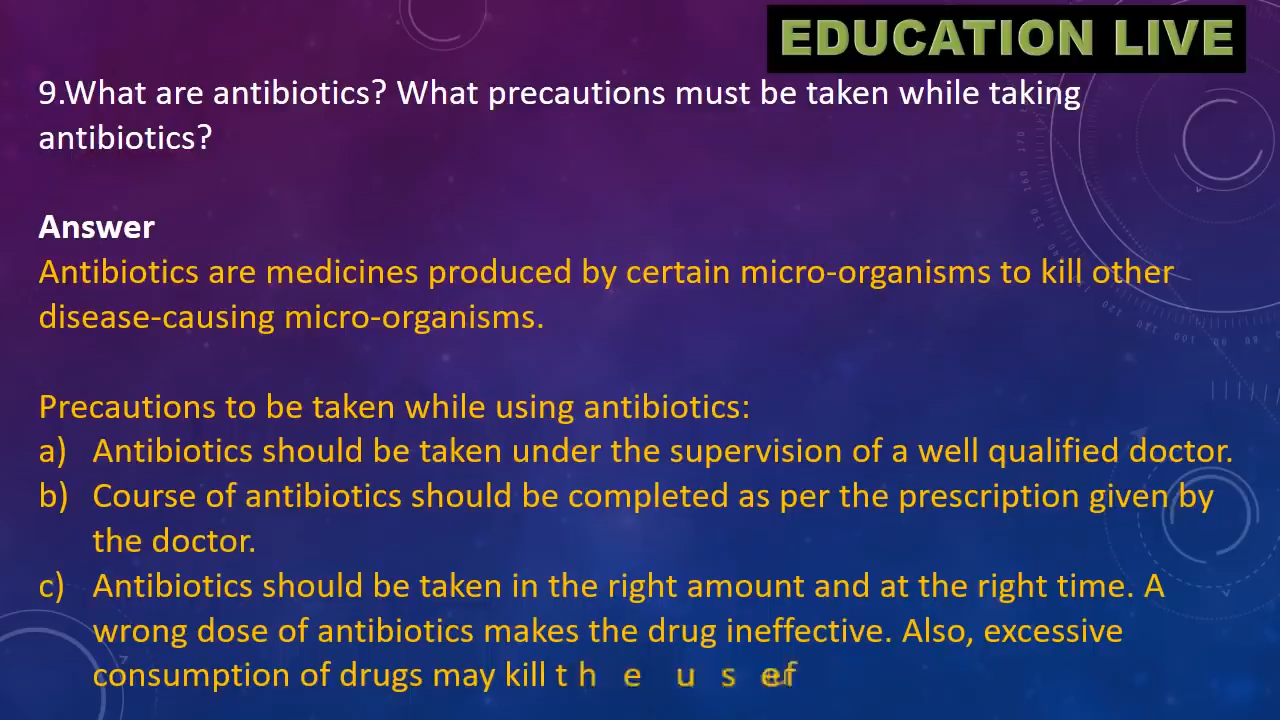 EDUCATION LIVE
9.What are antibiotics? What precautions must be taken while taking
antibiotics?
Answer
Antibiotics are medicines produced by certain micro-organisms to kill other
disease-causing micro-organisms.
Precautions to be taken while using antibiotics:
a) Antibiotics should be taken under the supervision of a well qualified doctor.
b) Course of antibiotics should be completed as per the prescription given by
the doctor.
c) Antibiotics should be taken in the right amount and at the right time. A
wrong dose of antibiotics makes the drug ineffective. Also, excessive
consumption of drugs may kill the